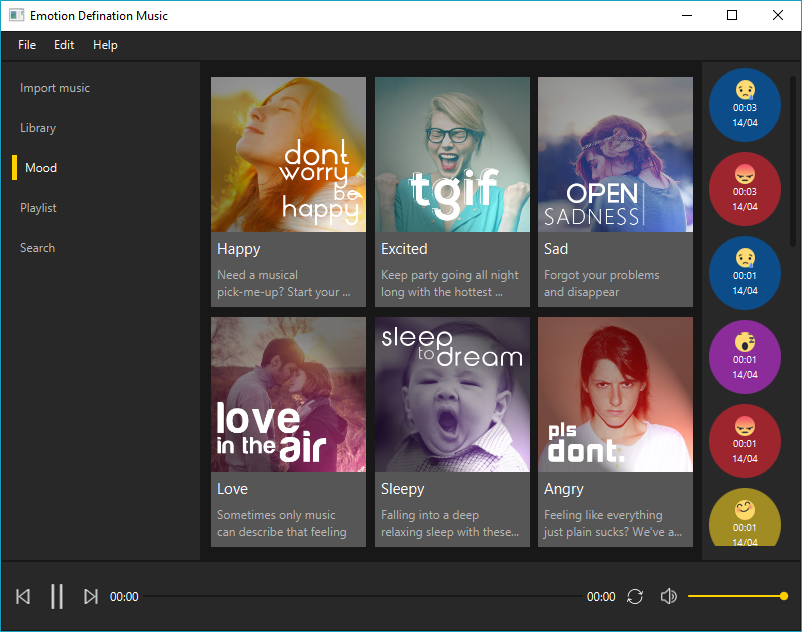 Emotion Defination Music
File Edit Help
Import music
Library
Mood
Playlist
Search
dont
worry
be
happy
Happy
Need a musical
pick-me-up? Start your ...
tgif
Excited
Keep party going all night
long with the hottest ...
OPEN
SADNESS
Sad
Forgot your problems
and disappear
love
in the air
Love
Sometimes only music
can describe that feeling
sleep
to dream
Sleepy
Falling into a deep
relaxing sleep with these...
pls
dont.
Angry
Feeling like everything
just plain sucks? We've a...
00:03
14/04
00:03
14/04
00:01
14/04
00:01
14/04
00:01
14/04
00:01
14/04
00:00 00:00